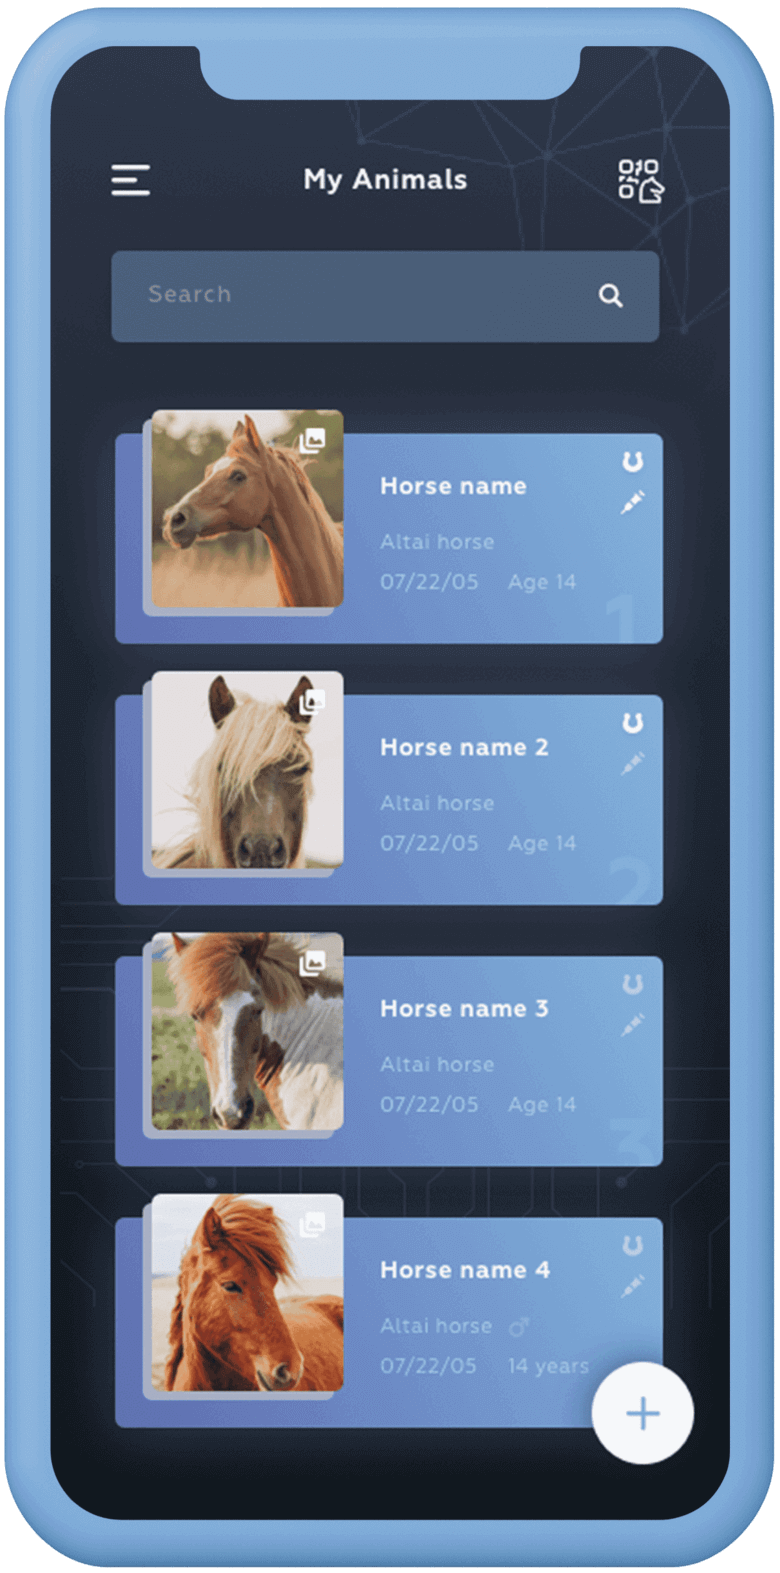 My Animals
Search
Horse name
Altai horse
07/22/05 Age 14
1
Horse name 2
Altai horse
07/22/05 Age 14
2
Horse name 3
Altai horse
07/22/05 Age 14
3
Horse name 4
Altai horse ♂
07/22/05 14 years
+